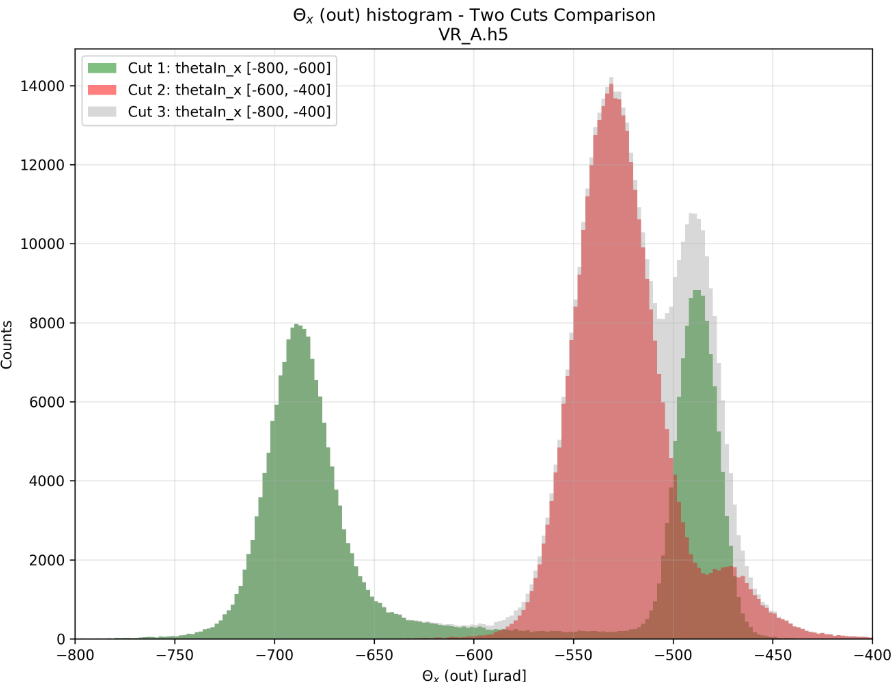 Θₓ (out) histogram - Two Cuts Comparison
VR_A.h5
Cut 1: thetaIn_x [-800, -600]
Cut 2: thetaIn_x [-600, -400]
Cut 3: thetaIn_x [-800, -400]
Counts
14000
12000
10000
8000
6000
4000
2000
0
−800 −750 −700 −650 −600 −550 −500 −450 −400
Θₓ (out) [μrad]